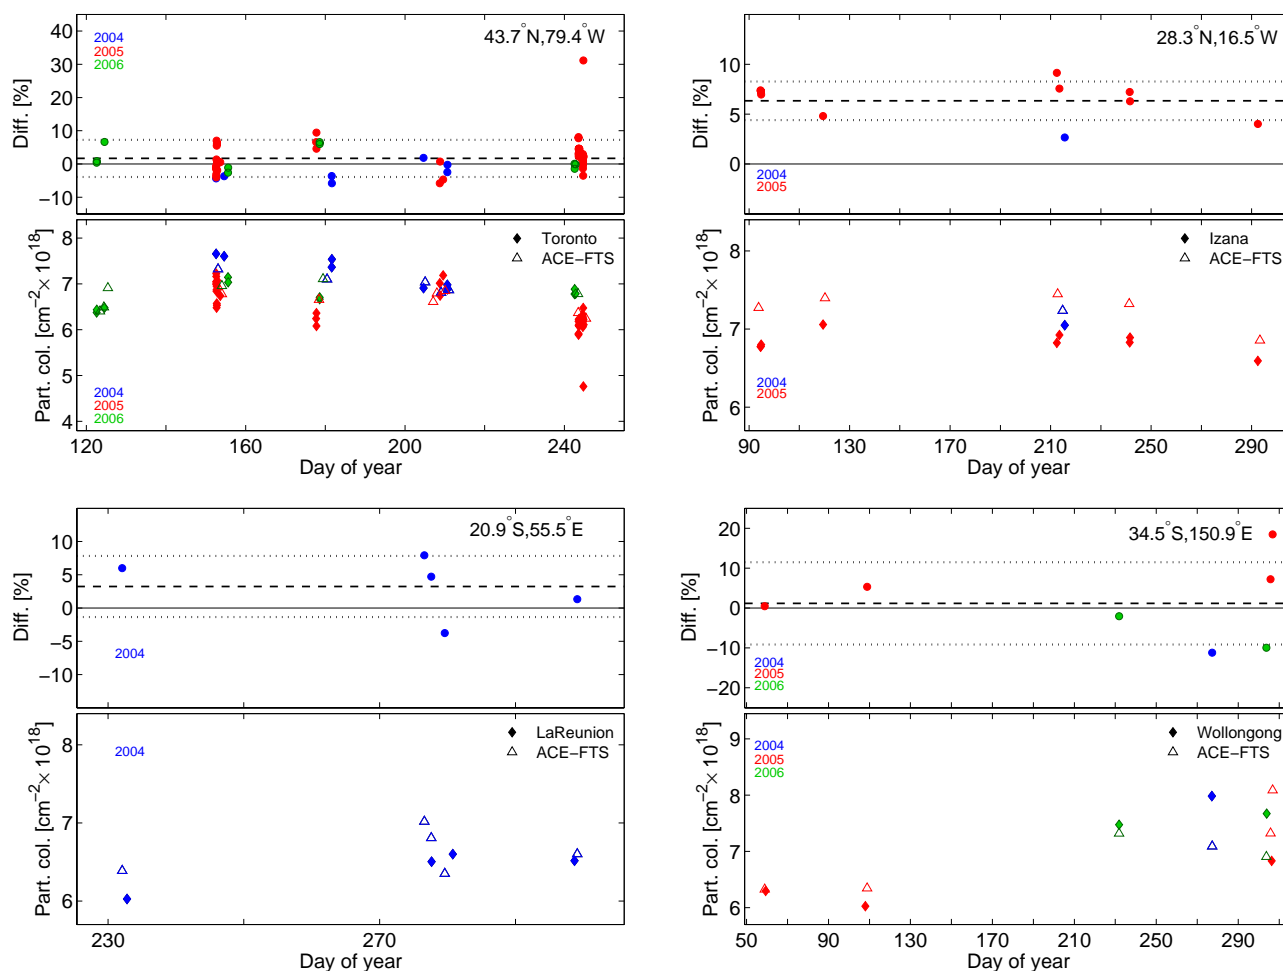 43.7°N,79.4°W
2004
2005
2006
Diff. [%]
40
30
20
10
0
−10
Toronto
ACE−FTS
2004
2005
2006
Part. col. [cm−2× 1018]
8
7
6
5
4
120 160 200 240
Day of year
28.3°N,16.5°W
2004
2005
Diff. [%]
10
5
0
Izana
ACE−FTS
2004
2005
Part. col. [cm−2× 1018]
8
7
6
90 130 170 210 250 290
Day of year
20.9°S,55.5°E
2004
Diff. [%]
10
5
0
−5
−10
LaReunion
ACE−FTS
2004
Part. col. [cm−2× 1018]
8
7
6
230 270
Day of year
34.5°S,150.9°E
2004
2005
2006
Diff. [%]
20
10
0
−10
−20
Wollongong
ACE−FTS
2004
2005
2006
Part. col. [cm−2× 1018]
9
8
7
6
50 90 130 170 210 250 290
Day of year